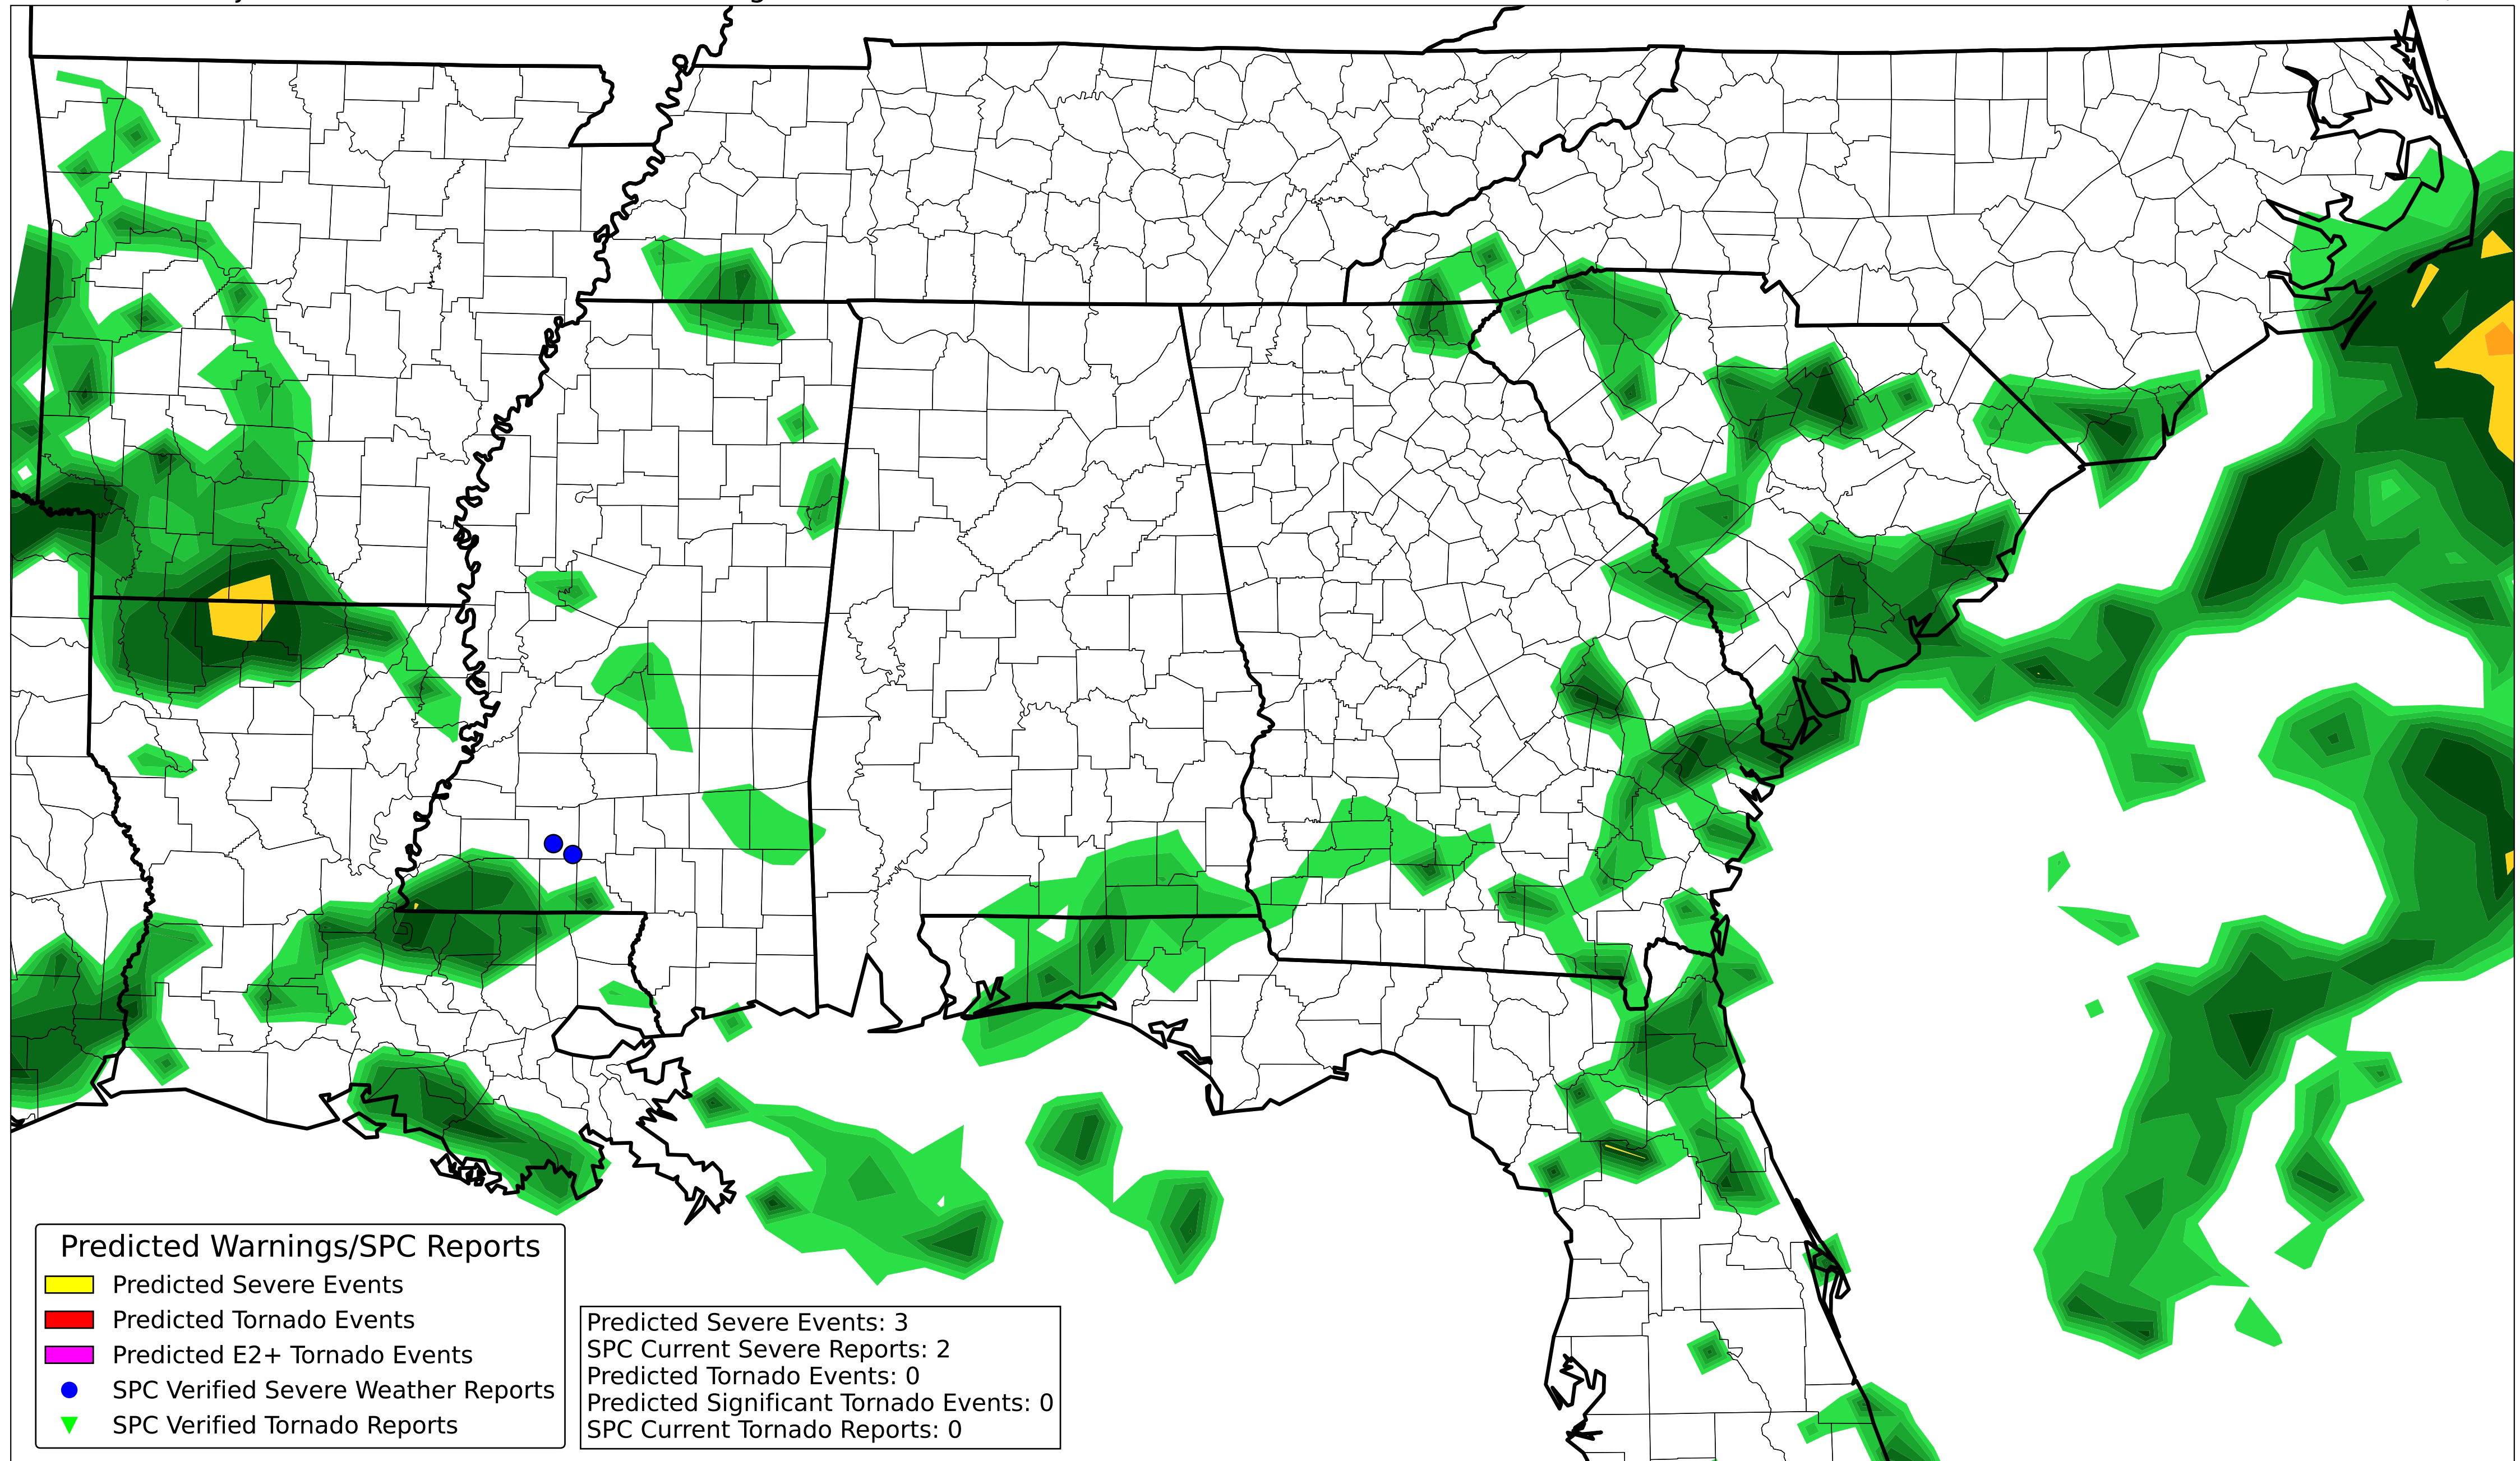 Predicted Warnings/SPC Reports
Predicted Severe Events
Predicted Tornado Events
Predicted E2+ Tornado Events
SPC Verified Severe Weather Reports
SPC Verified Tornado Reports
Predicted Severe Events: 3
SPC Current Severe Reports: 2
Predicted Tornado Events: 0
Predicted Significant Tornado Events: 0
SPC Current Tornado Reports: 0